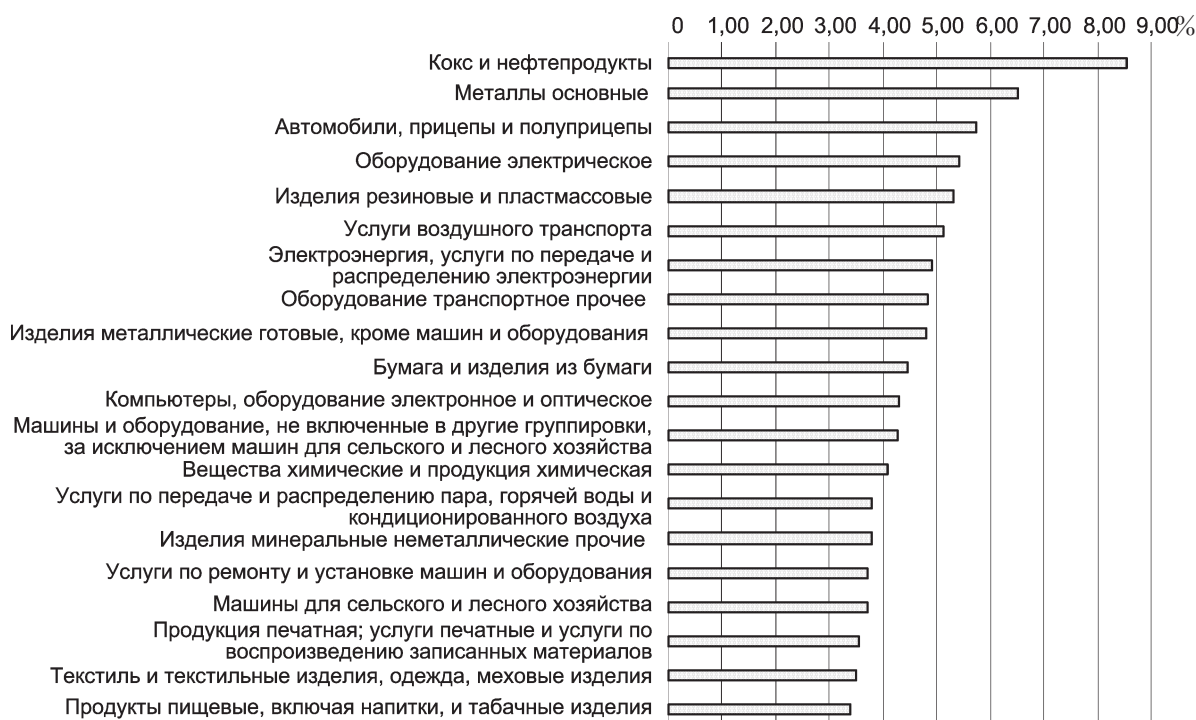 0 1,00 2,00 3,00 4,00 5,00 6,00 7,00 8,00 9,00%
Кокс и нефтепродукты
Металлы основные
Автомобили, прицепы и полуприцепы
Оборудование электрическое
Изделия резиновые и пластмассовые
Услуги воздушного транспорта
Электроэнергия, услуги по передаче и
распределению электроэнергии
Оборудование транспортное прочее
Изделия металлические готовые, кроме машин и оборудования
Бумага и изделия из бумаги
Компьютеры, оборудование электронное и оптическое
Машины и оборудование, не включенные в другие группировки,
за исключением машин для сельского и лесного хозяйства
Вещества химические и продукция химическая
Услуги по передаче и распределению пара, горячей воды и
кондиционированного воздуха
Изделия минеральные неметаллические прочие
Услуги по ремонту и установке машин и оборудования
Машины для сельского и лесного хозяйства
Продукция печатная; услуги печатные и услуги по
воспроизведению записанных материалов
Текстиль и текстильные изделия, одежда, меховые изделия
Продукты пищевые, включая напитки, и табачные изделия